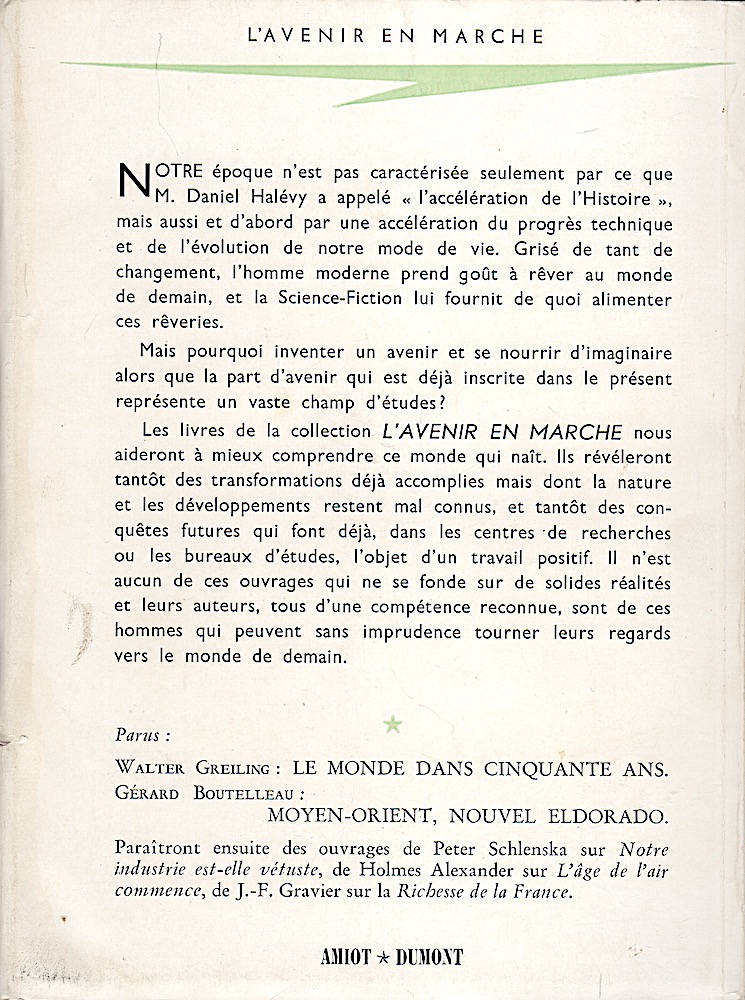 L'AVENIR EN MARCHE
NOTRE époque n'est pas caractérisée seulement par ce que
M. Daniel Halévy a appelé « l'accélération de l'Histoire »,
mais aussi et d'abord par une accélération du progrès technique
et de l'évolution de notre mode de vie. Grisé de tant de
changement, l'homme moderne prend goût à rêver au monde
de demain, et la Science-Fiction lui fournit de quoi alimenter
ces rêveries.
Mais pourquoi inventer un avenir et se nourrir d'imaginaire
alors que la part d'avenir qui est déjà inscrite dans le présent
représente un vaste champ d'études?
Les livres de la collection L'AVENIR EN MARCHE nous
aideront à mieux comprendre ce monde qui naît. Ils révéleront
tantôt des transformations déjà accomplies mais dont la nature
et les développements restent mal connus, et tantôt des con-
quêtes futures qui font déjà, dans les centres de recherches
ou les bureaux d'études, l'objet d'un travail positif. Il n'est
aucun de ces ouvrages qui ne se fonde sur de solides réalités
et leurs auteurs, tous d'une compétence reconnue, sont de ces
hommes qui peuvent sans imprudence tourner leurs regards
vers le monde de demain.
Parus :
WALTER GREILING : LE MONDE DANS CINQUANTE ANS.
GÉRARD BOUTELLEAU :
MOYEN-ORIENT, NOUVEL ELDORADO.
Paraîtront ensuite des ouvrages de Peter Schlenska sur Notre
industrie est-elle vétuste, de Holmes Alexander sur L'âge de l'air
commence, de J.-F. Gravier sur la Richesse de la France.
AMIOT ★ DUMONT